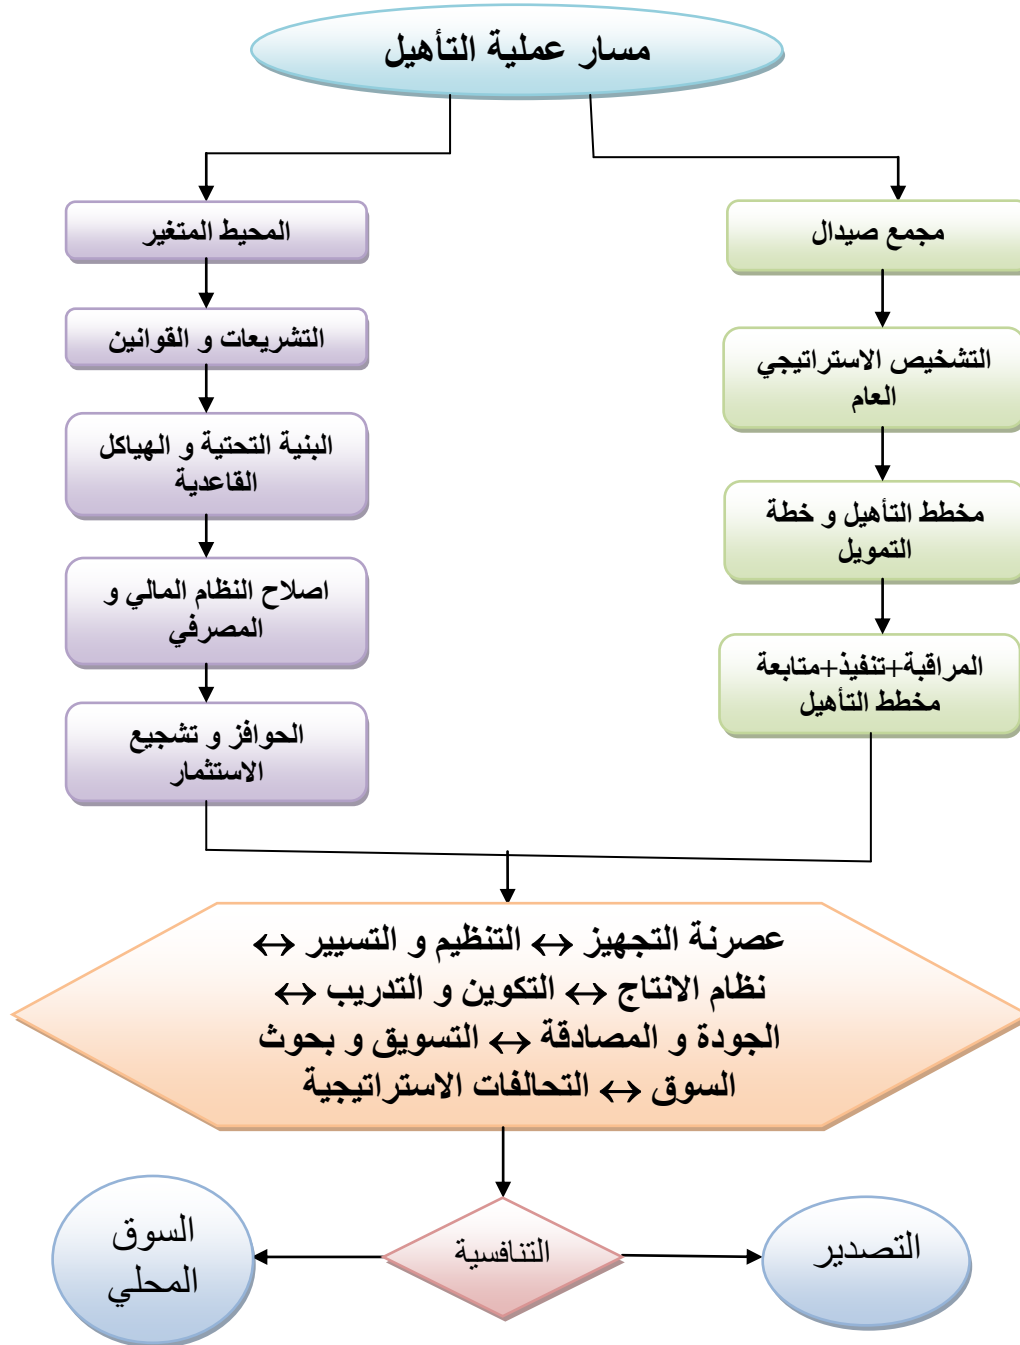 مسار عملية التأهيل
مجمع صيدال
التشخيص الاستراتيجي
العام
مخطط التأهيل و خطة
التمويل
المراقبة+تنفيذ+متابعة
مخطط التأهيل
المحيط المتغير
التشريعات و القوانين
البنية التحتية و الهياكل
القاعدية
اصلاح النظام المالي و
المصرفي
الحوافز و تشجيع
الاستثمار
عصرنة التجهيز ↔ التنظيم و التسيير ↔
نظام الانتاج ↔ التكوين و التدريب ↔
الجودة و المصادقة ↔ التسويق و بحوث
السوق ↔ التحالفات الاستراتيجية
التصدير
التنافسية
السوق
المحلي